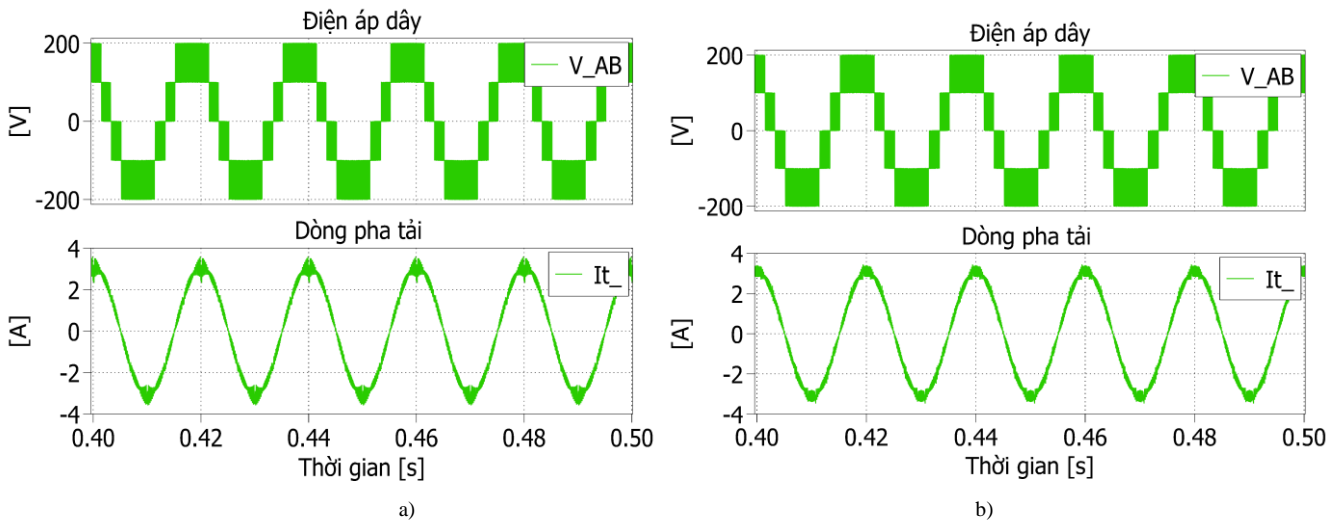 Điện áp dây
200
0
-200
[V]
V_AB
Dòng pha tải
4
2
0
-2
-4
[A]
It_
0.40 0.42 0.44 0.46 0.48 0.50
Thời gian [s]
a)
Điện áp dây
200
0
-200
[V]
V_AB
Dòng pha tải
4
2
0
-2
-4
[A]
It_
0.40 0.42 0.44 0.46 0.48 0.50
Thời gian [s]
b)